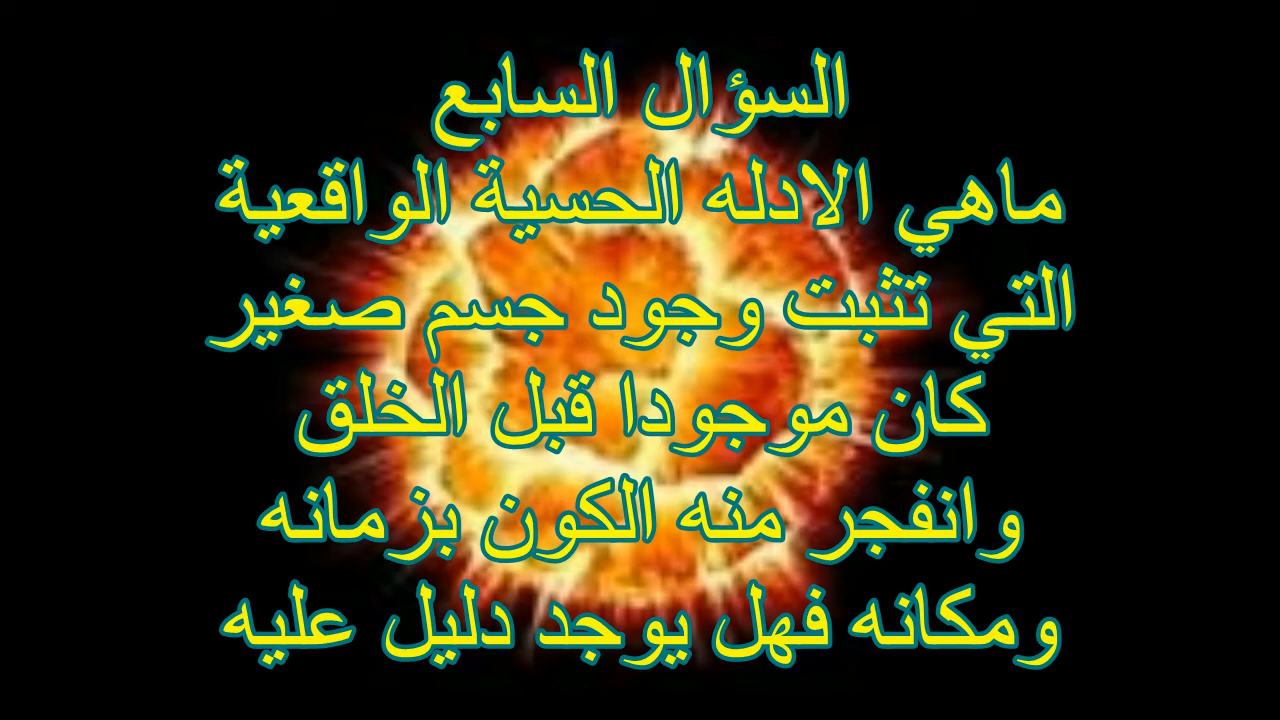 السؤال السابع
ماهي الادله الحسية الواقعية
التي تثبت وجود جسم صغير
كان موجودا قبل الخلق
وانفجر منه الكون بزمانه
ومكانه فهل يوجد دليل عليه